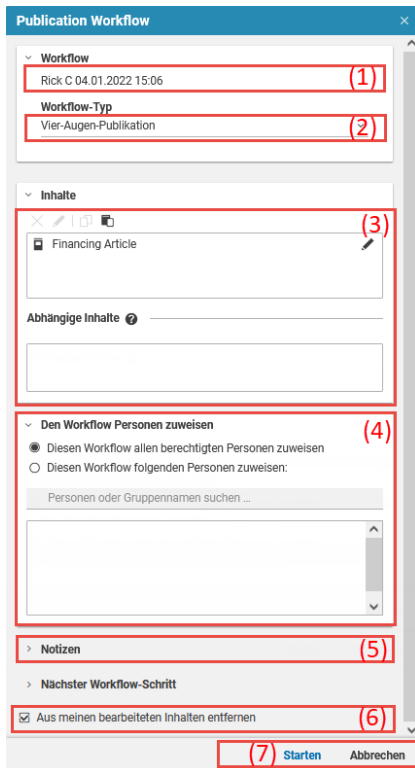 Publication Workflow ×
Workflow
Rick C 04.01.2022 15:06 (1)
Workflow-Typ
Vier-Augen-Publikation (2)
Inhalte
(3)
Financing Article
Abhängige Inhalte ?
Den Workflow Personen zuweisen
(4)
Diesen Workflow allen berechtigten Personen zuweisen
Diesen Workflow folgenden Personen zuweisen:
Personen oder Gruppennamen suchen ...
Notizen (5)
Nächster Workflow-Schritt
Aus meinen bearbeiteten Inhalten entfernen (6)
(7) Starten Abbrechen